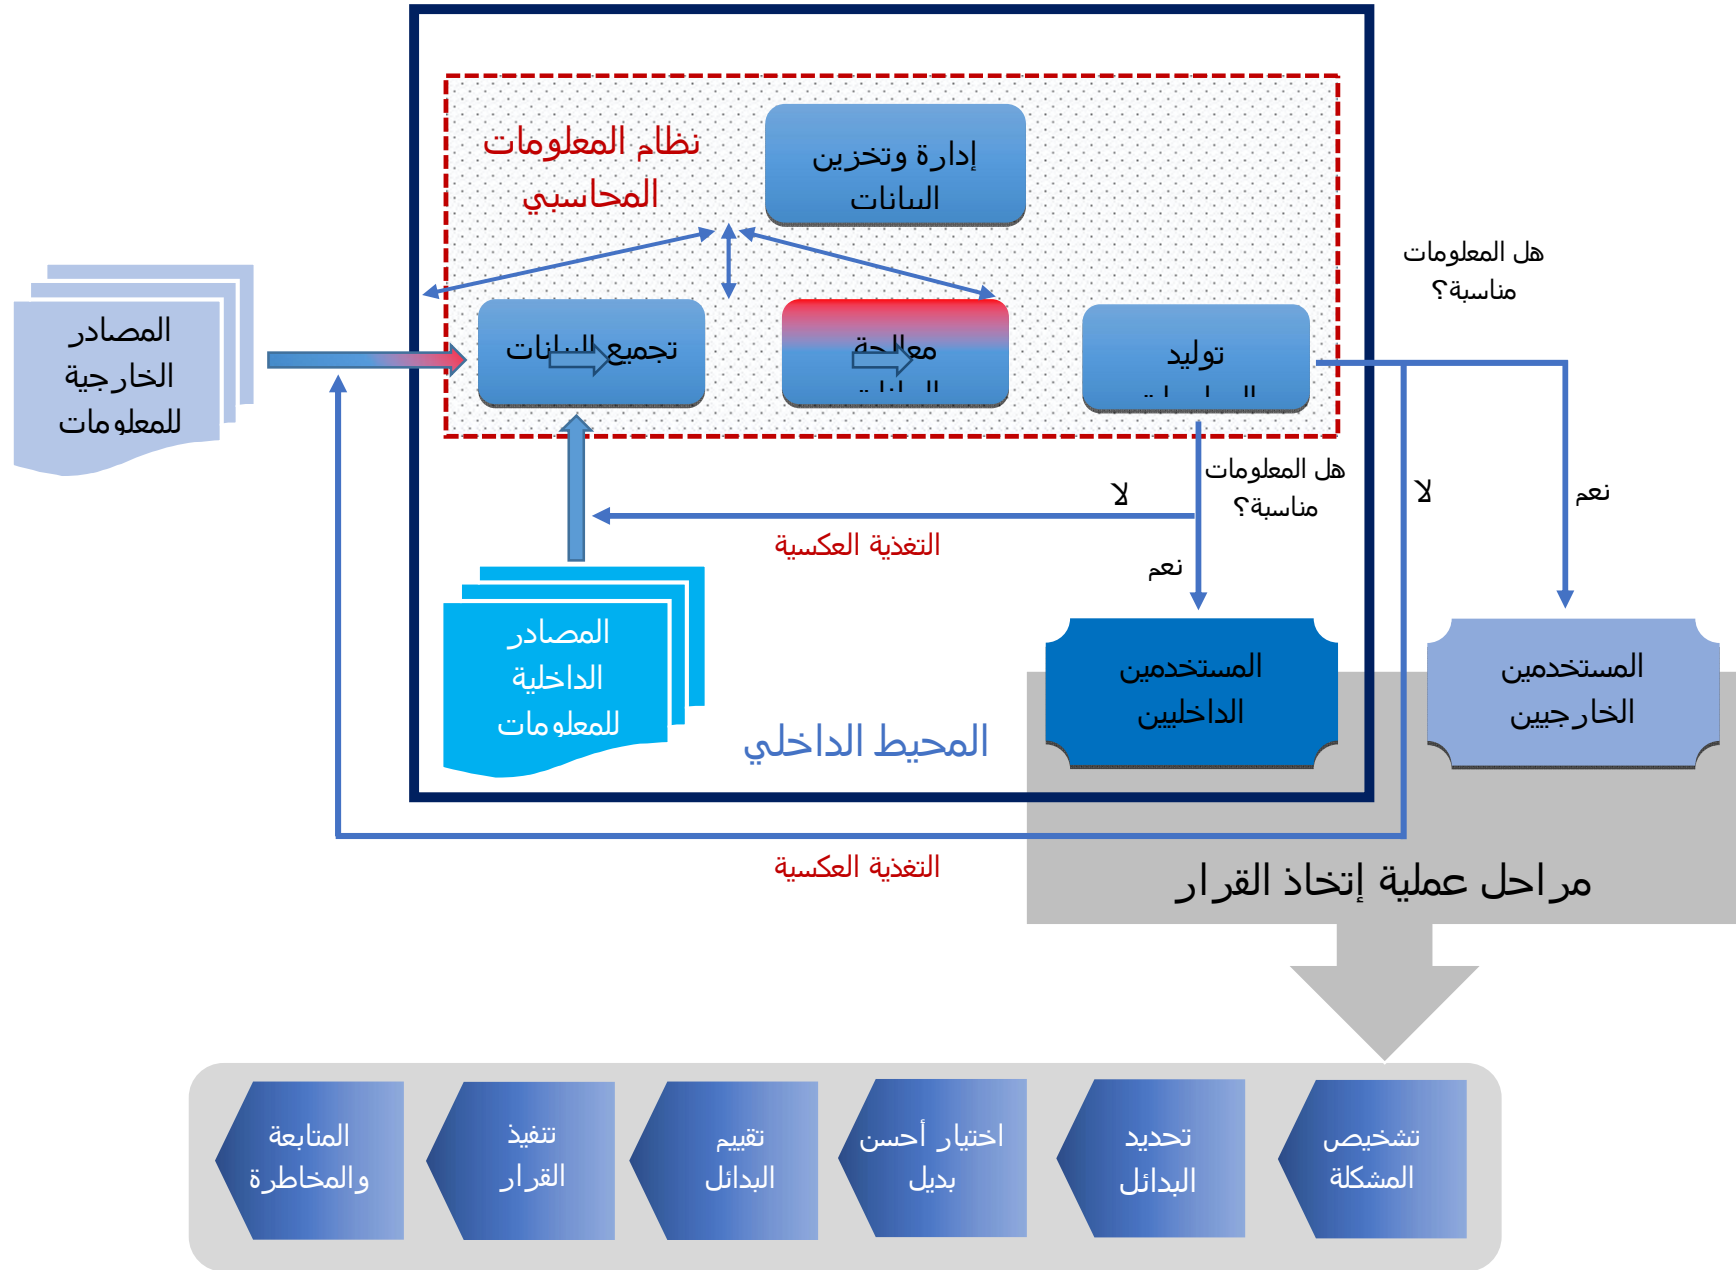 نظام المعلومات
المحاسبي
إدارة وتخزين
البيانات
هل المعلومات
مناسبة؟
المصادر
الخارجية
للمعلومات
تجميع البيانات
معالجة
البيانات
توليد
هل المعلومات
مناسبة؟
لا
نعم
لا
نعم
التغذية العكسية
المصادر
الداخلية
للمعلومات
المحيط الداخلي
المستخدمين
الداخليين
المستخدمين
الخارجيين
التغذية العكسية
مراحل عملية إتخاذ القرار
تشخيص
المشكلة
تحديد
البدائل
اختيار أحسن
بديل
تقييم
البدائل
تنفيذ
القرار
المتابعة
والمخاطرة